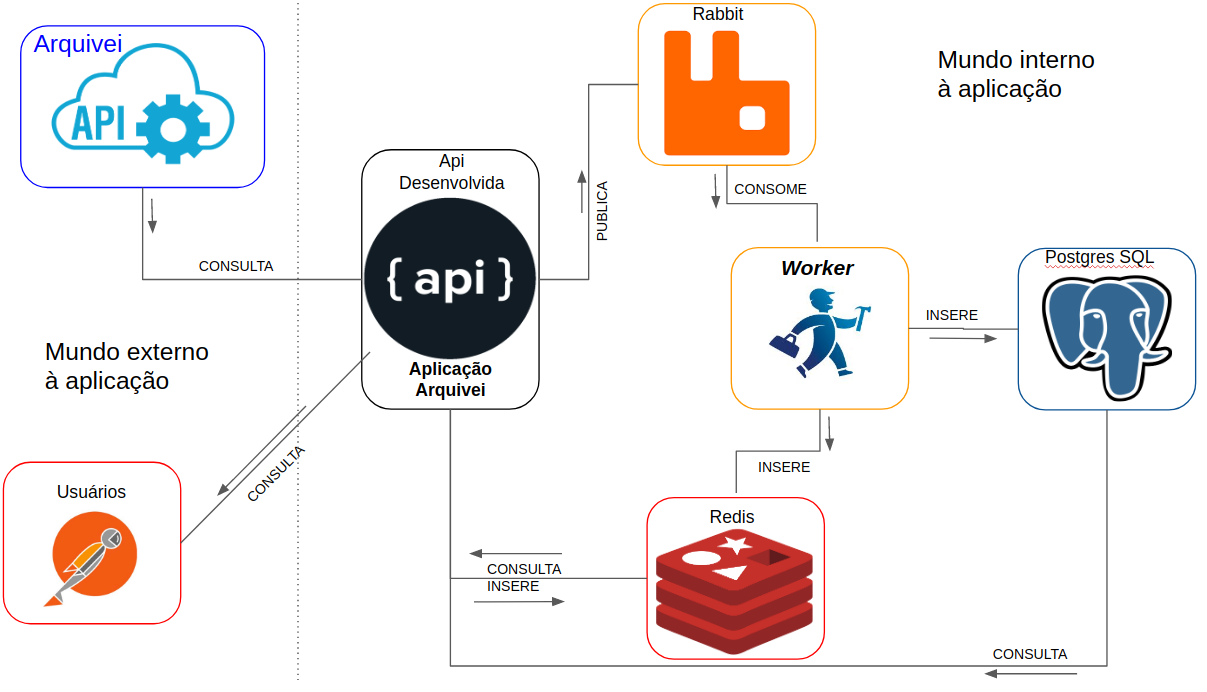 Arquivei
API
Rabbit
Mundo interno
à aplicação
Api
Desenvolvida
{ api }
Aplicação
Arquivei
PUBLICA
CONSOME
CONSULTA
Worker
Postgres SQL
INSERE
Mundo externo
à aplicação
CONSULTA
Usuários
INSERE
Redis
CONSULTA
INSERE
CONSULTA